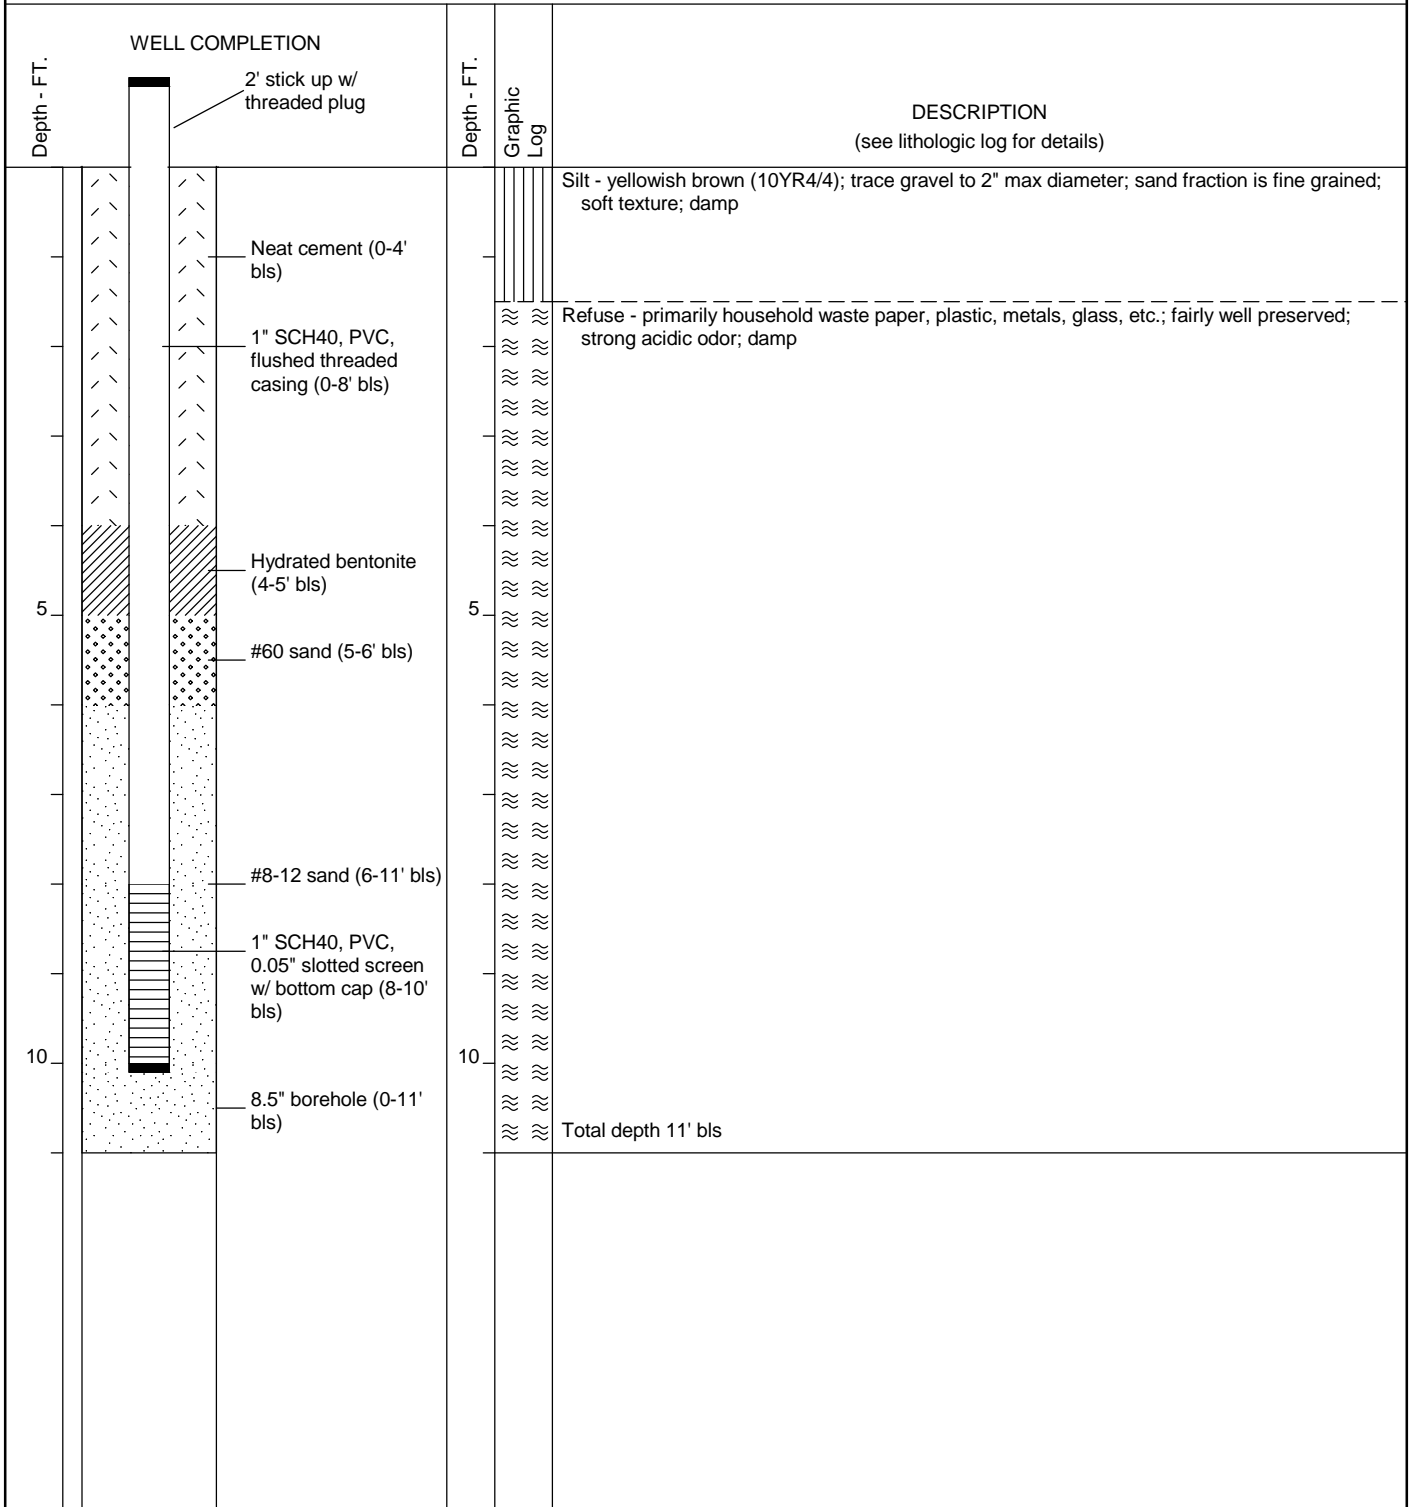 WELL COMPLETION
Depth - FT.
2' stick up w/
threaded plug
Depth - FT.
Graphic
Log
DESCRIPTION
(see lithologic log for details)
Silt - yellowish brown (10YR4/4); trace gravel to 2" max diameter; sand fraction is fine grained;
soft texture; damp
Neat cement (0-4'
bls)
Refuse - primarily household waste paper, plastic, metals, glass, etc.; fairly well preserved;
strong acidic odor; damp
1" SCH40, PVC,
flushed threaded
casing (0-8' bls)
Hydrated bentonite
(4-5' bls)
5
5
#60 sand (5-6' bls)
#8-12 sand (6-11' bls)
1" SCH40, PVC,
0.05" slotted screen
w/ bottom cap (8-10'
bls)
10
10
8.5" borehole (0-11'
bls)
Total depth 11' bls